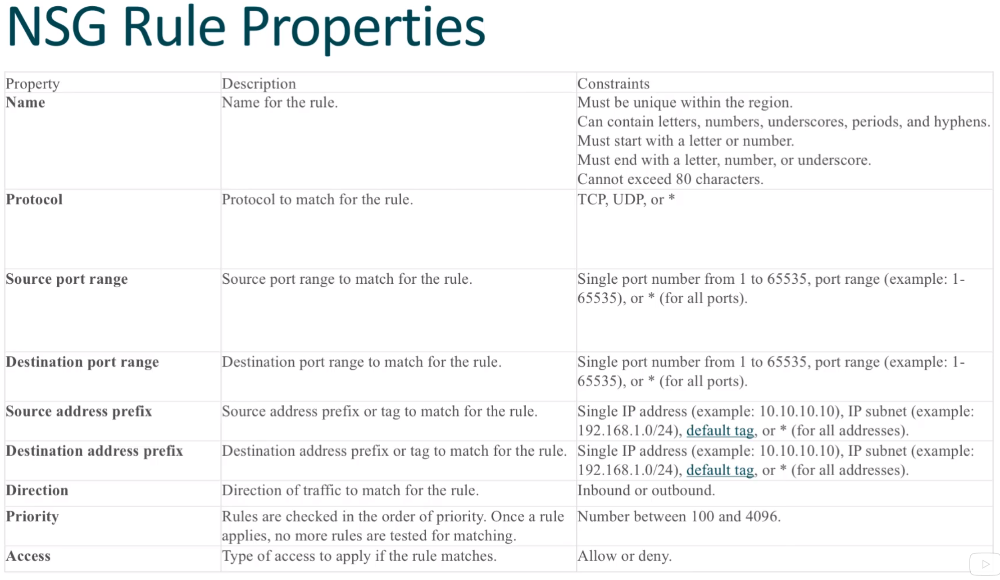 NSG Rule Properties
Property Description Constraints
Name Name for the rule. Must be unique within the region.
Can contain letters, numbers, underscores, periods, and hyphens.
Must start with a letter or number.
Must end with a letter, number, or underscore.
Cannot exceed 80 characters.
Protocol Protocol to match for the rule. TCP, UDP, or *
Source port range Source port range to match for the rule. Single port number from 1 to 65535, port range (example: 1-
65535), or * (for all ports).
Destination port range Destination port range to match for the rule. Single port number from 1 to 65535, port range (example: 1-
65535), or * (for all ports).
Source address prefix Source address prefix or tag to match for the rule. Single IP address (example: 10.10.10.10), IP subnet (example:
192.168.1.0/24), default tag, or * (for all addresses).
Destination address prefix Destination address prefix or tag to match for the rule. Single IP address (example: 10.10.10.10), IP subnet (example:
192.168.1.0/24), default tag, or * (for all addresses).
Direction Direction of traffic to match for the rule. Inbound or outbound.
Priority Rules are checked in the order of priority. Once a rule Number between 100 and 4096.
applies, no more rules are tested for matching.
Access Type of access to apply if the rule matches. Allow or deny.